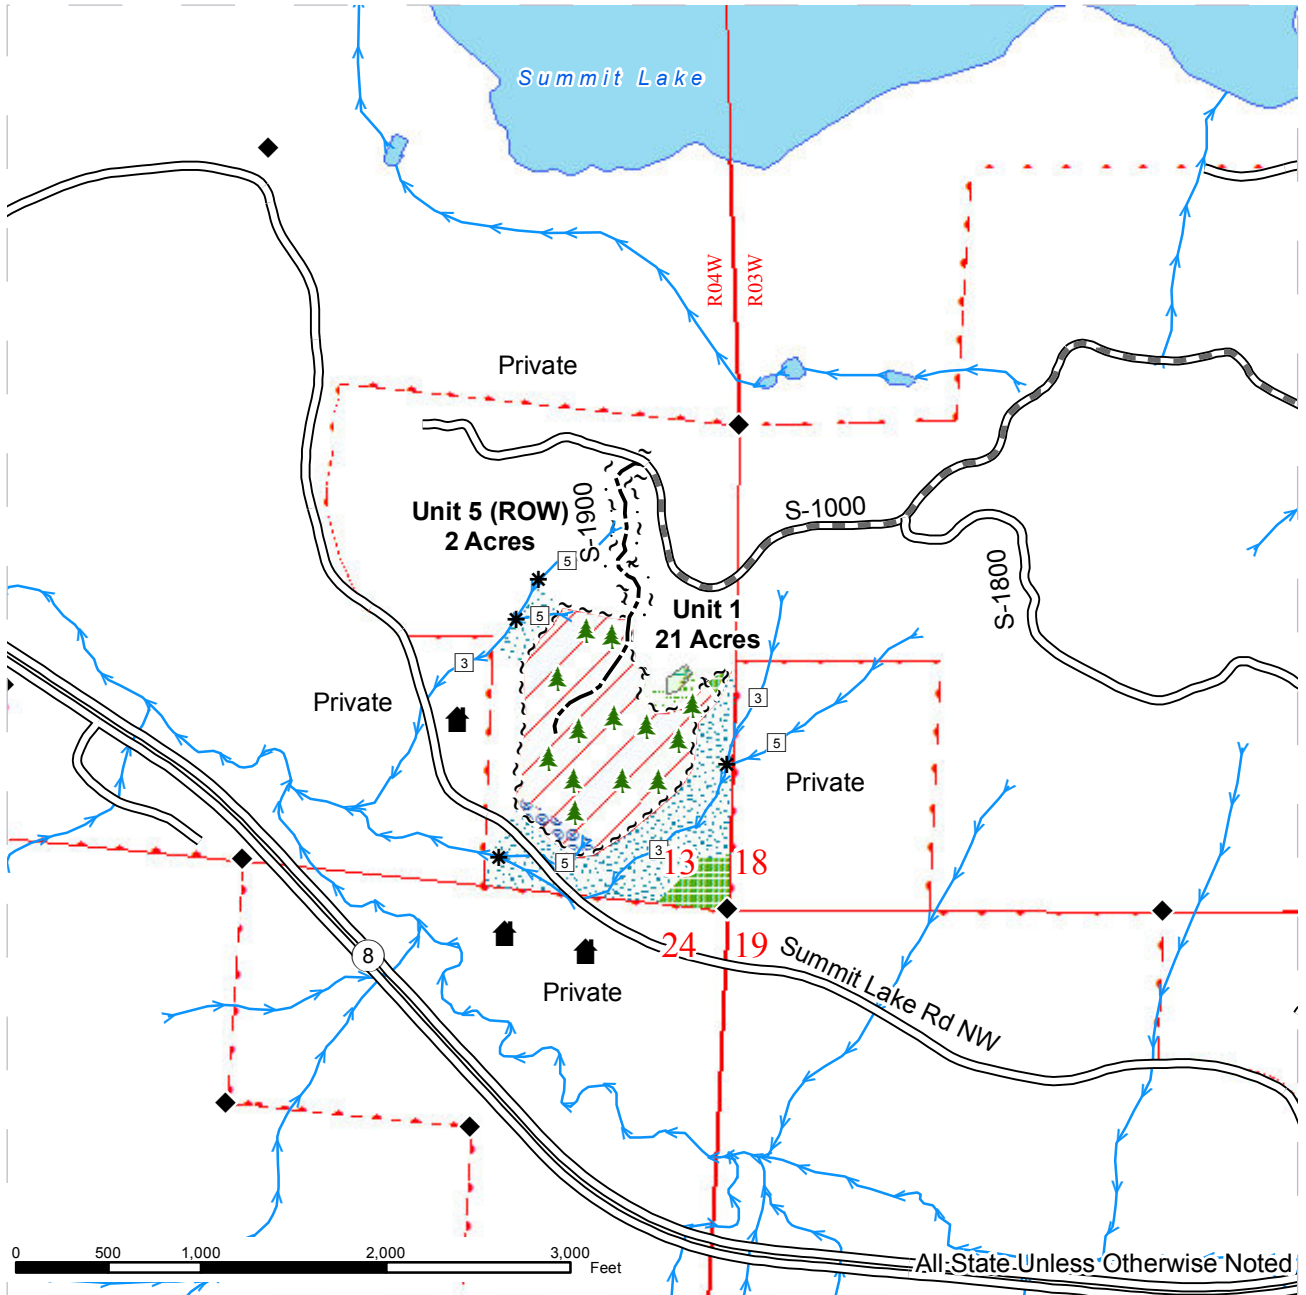 Summit Lake
R04W
R03W
Private
S-1000
Unit 5 (ROW)
2 Acres
S-1900
5
S-1800
Unit 1
21 Acres
5
3
Private
3
5
Private
3
5
13
18
24
19
Summit Lake Rd NW
8
Private
0
500
1,000
2,000
3,000
Feet
All State Unless Otherwise Noted